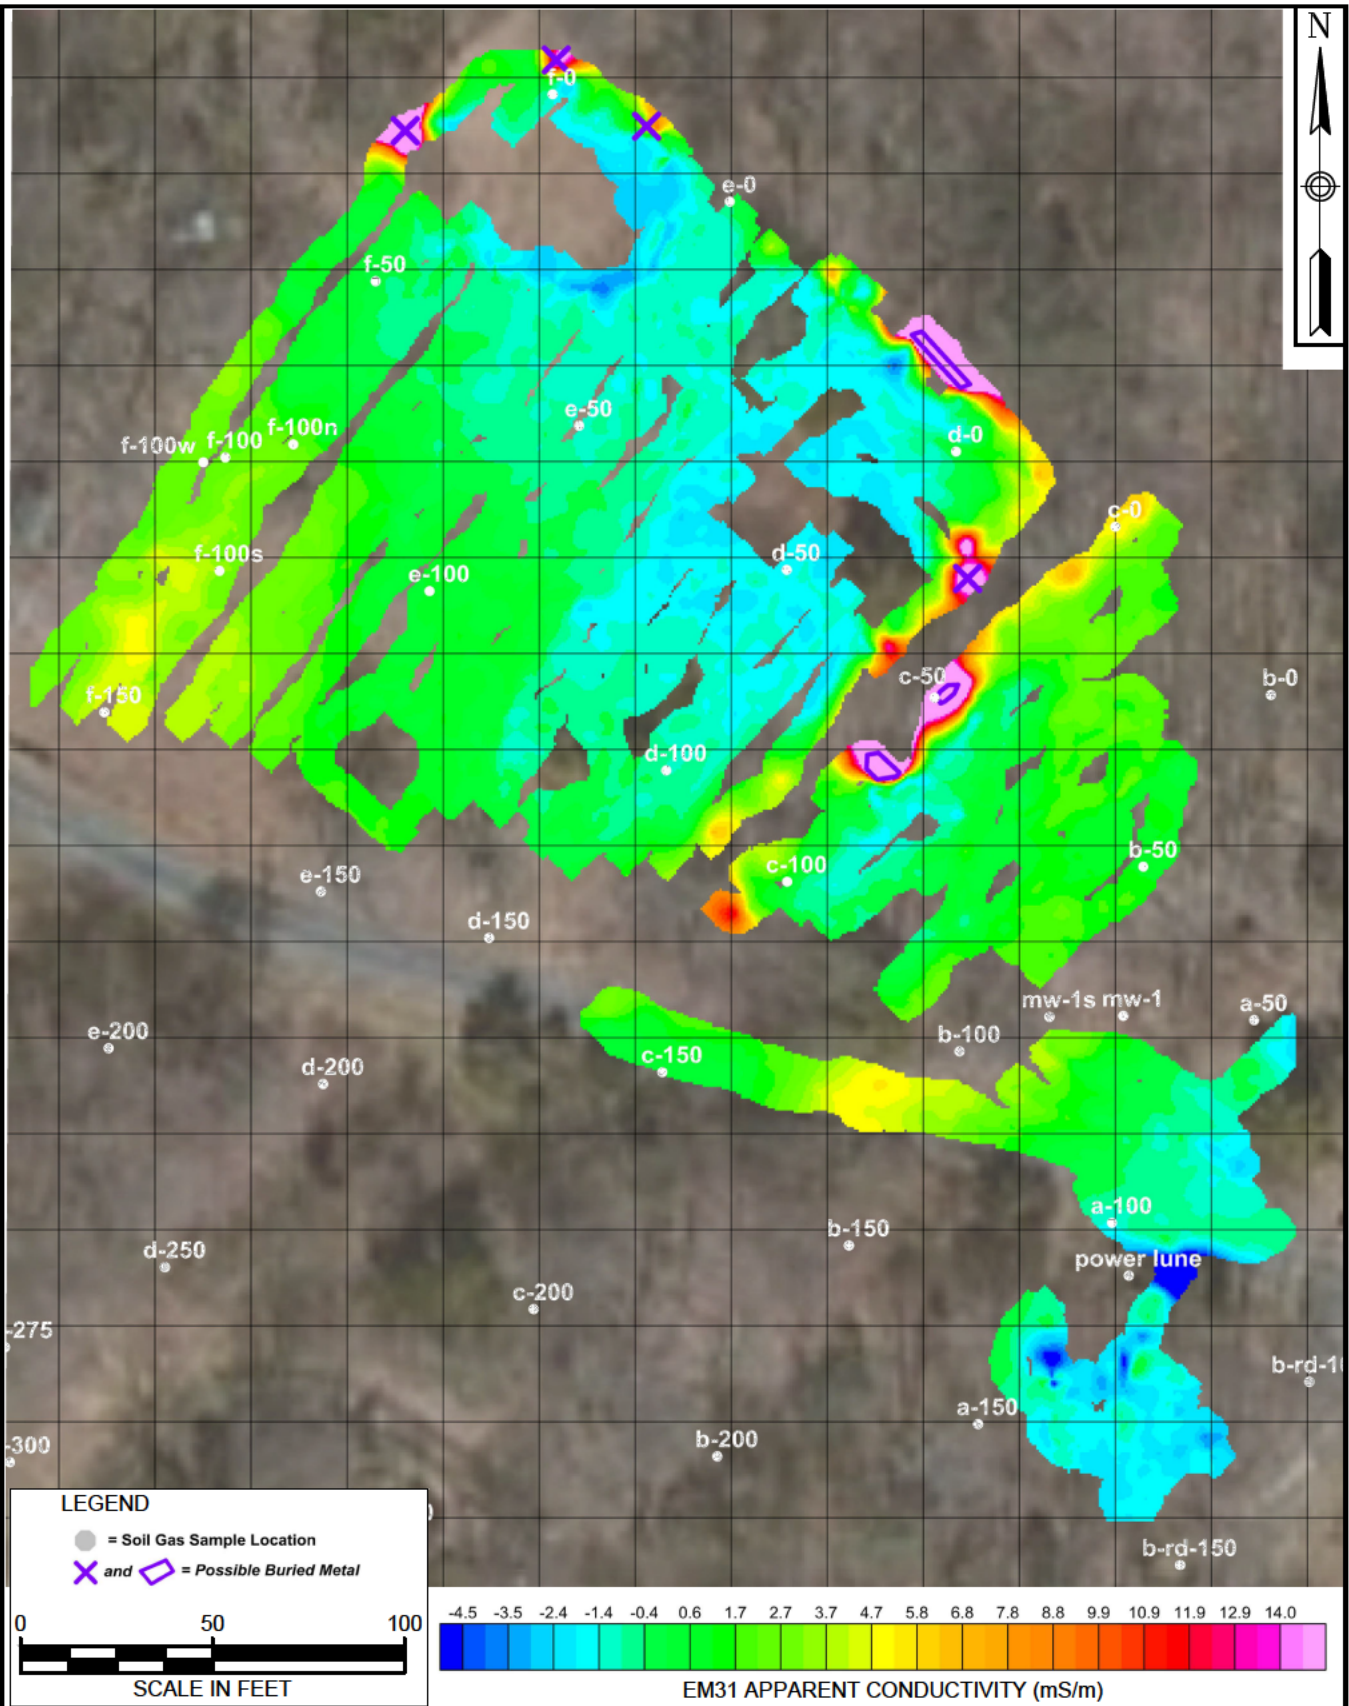 N
f-0
e-0
f-50
e-50
d-0
f-100w f-100 f-100n
c-0
d-50
f-100s
e-100
c-50
b-0
f-150
d-100
b-50
c-100
e-150
d-150
mw-1s mw-1 a-50
e-200
b-100
c-150
d-200
a-100
b-150
d-250
power lune
c-200
-275
b-rd-10
a-150
b-200
-300
LEGEND
= Soil Gas Sample Location
and = Possible Buried Metal
b-rd-150
0 50 100
SCALE IN FEET
-4.5 -3.5 -2.4 -1.4 -0.4 0.6 1.7 2.7 3.7 4.7 5.8 6.8 7.8 8.8 9.9 10.9 11.9 12.9 14.0
EM31 APPARENT CONDUCTIVITY (mS/m)